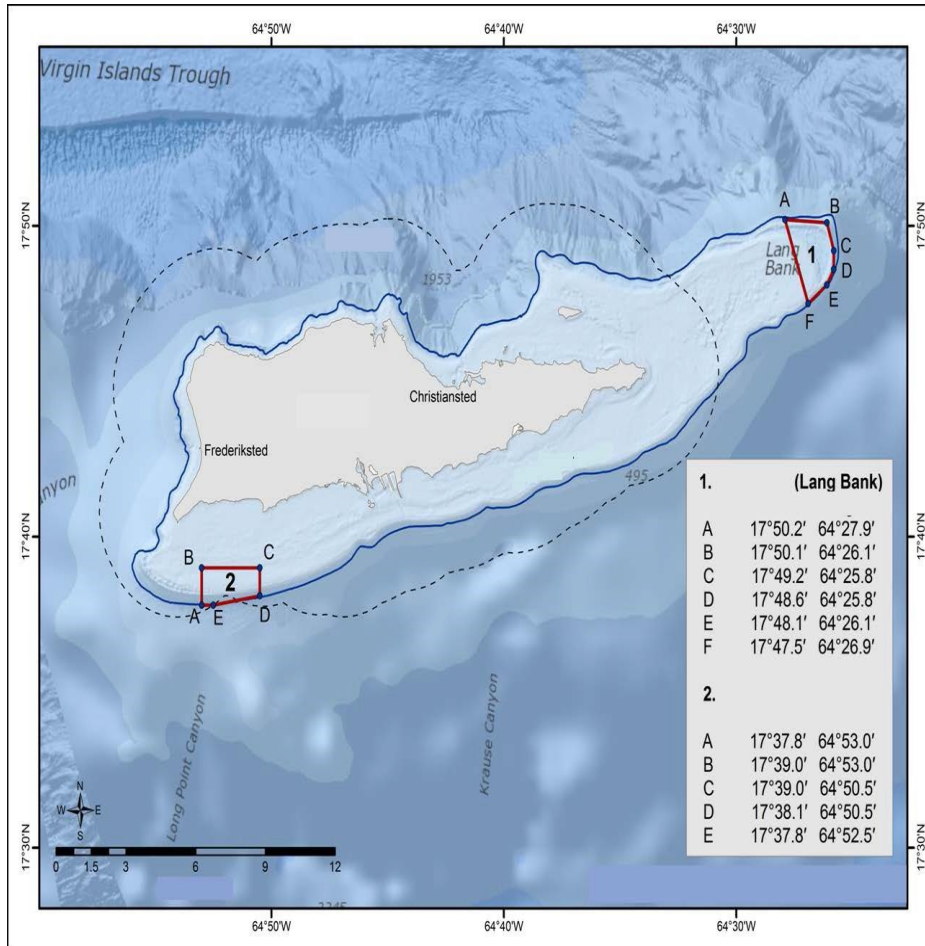 64°50'W 64°40'W 64°30'W
Virgin Islands Trough
17°50'N 17°50'N
A
B
C
D
E
F
1
Lang
Bank
1953
Christiansted
Frederiksted
495
anyon
17°40'N 17°40'N
B C
2
A E D
Long Point Canyon
Krause Canyon
1. (Lang Bank)
A 17°50.2′ 64°27.9′
B 17°50.1′ 64°26.1′
C 17°49.2′ 64°25.8′
D 17°48.6′ 64°25.8′
E 17°48.1′ 64°26.1′
F 17°47.5′ 64°26.9′
2.
A 17°37.8′ 64°53.0′
B 17°39.0′ 64°53.0′
C 17°39.0′ 64°50.5′
D 17°38.1′ 64°50.5′
E 17°37.8′ 64°52.5′
N
W E
S
17°30'N 17°30'N
0 1.5 3 6 9 12
64°50'W 64°40'W 64°30'W